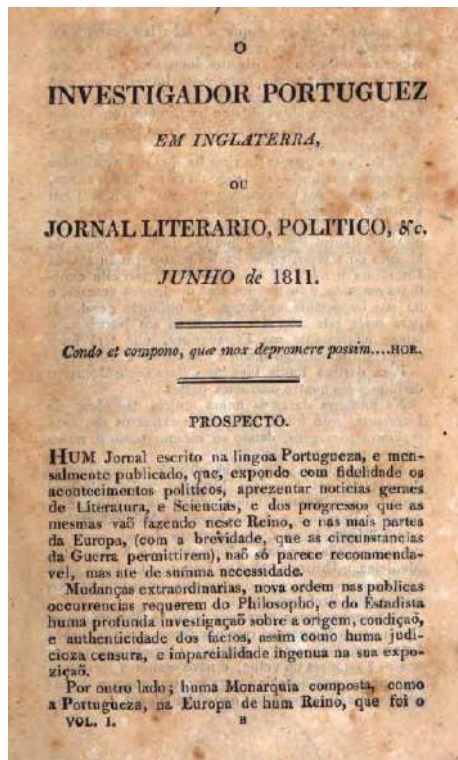 O
INVESTIGADOR PORTUGUEZ
EM INGLATERRA,
OU
JORNAL LITERARIO, POLITICO, &c.
JUNHO de 1811.
Condo et compono, quæ mox depromere possim....HOR.
PROSPECTO.
HUM Jornal escrito na lingoa Portugueza, e men-
salmente publicado, que, expondo com fidelidade os
acontecimentos politicos, aprezentar noticias geraes
de Literatura, e Sciencias, e dos progressos que as
mesmas vaõ fazendo neste Reino, e nas mais partes
da Europa, (com a brevidade, que as circunstancias
da Guerra permittirem), naõ só parece recommenda-
vel, mas ate de summa necessidade.
Mudanças extraordinarias, nova ordem nas publicas
occurrencias requerem do Philosopho, e do Estadista
huma profunda investigaçaõ sobre a origem, condiçaõ,
e authenticidade dos factos, assim como huma judi-
cioza censura, e imparcialidade ingenua na sua expo-
ziçaõ.
Por outro lado; huma Monarquia composta, como
a Portugueza, na Europa de hum Reino, que foi o
VOL. I. B